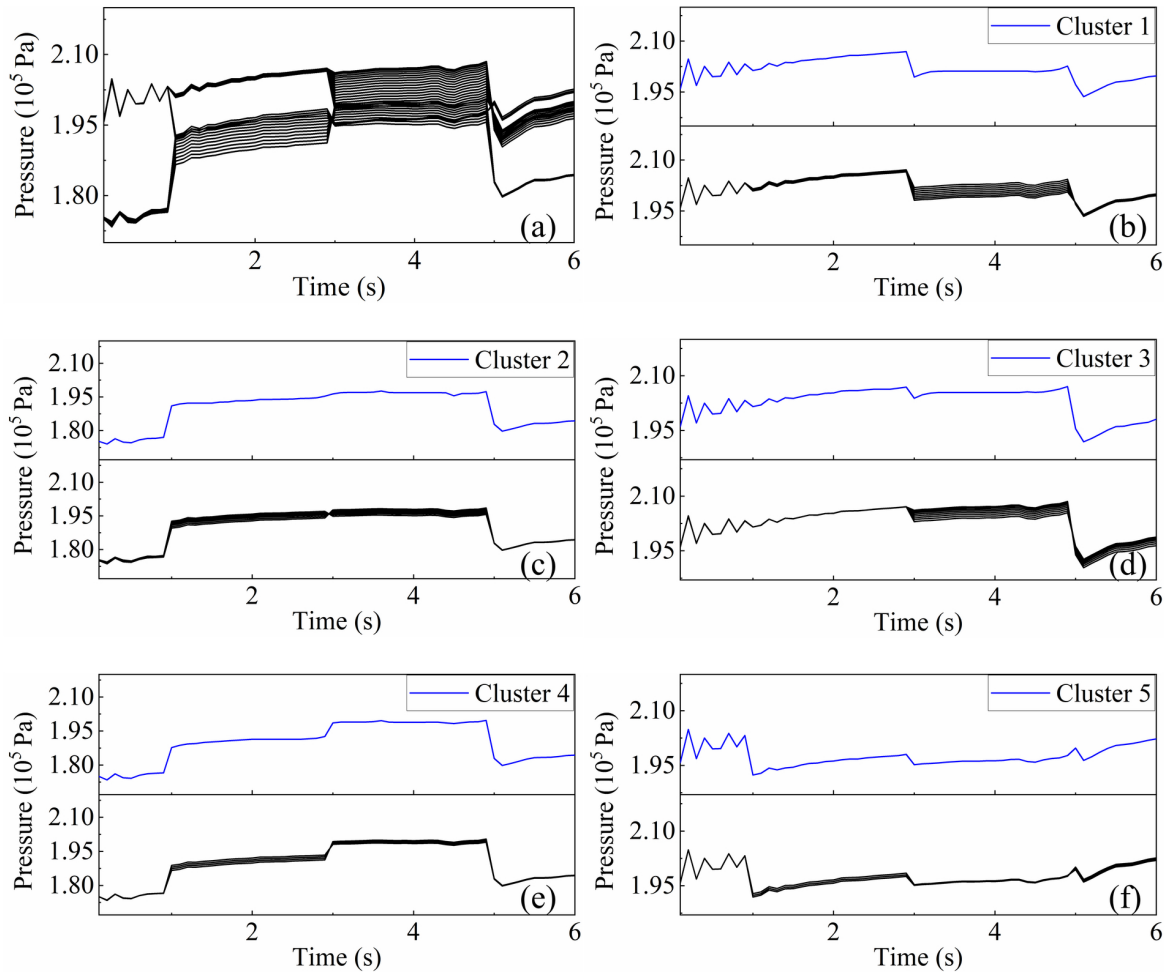 2.10
1.95
1.80
Pressure (10⁵ Pa)
2
4
6
Time (s)
(a)
Cluster 1
2.10
1.95
2.10
1.95
Pressure (10⁵ Pa)
2
4
6
Time (s)
(b)
Cluster 2
2.10
1.95
1.80
2.10
1.95
1.80
Pressure (10⁵ Pa)
2
4
6
Time (s)
(c)
Cluster 3
2.10
1.95
2.10
1.95
Pressure (10⁵ Pa)
2
4
6
Time (s)
(d)
Cluster 4
2.10
1.95
1.80
2.10
1.95
1.80
Pressure (10⁵ Pa)
2
4
6
Time (s)
(e)
Cluster 5
2.10
1.95
2.10
1.95
Pressure (10⁵ Pa)
2
4
6
Time (s)
(f)